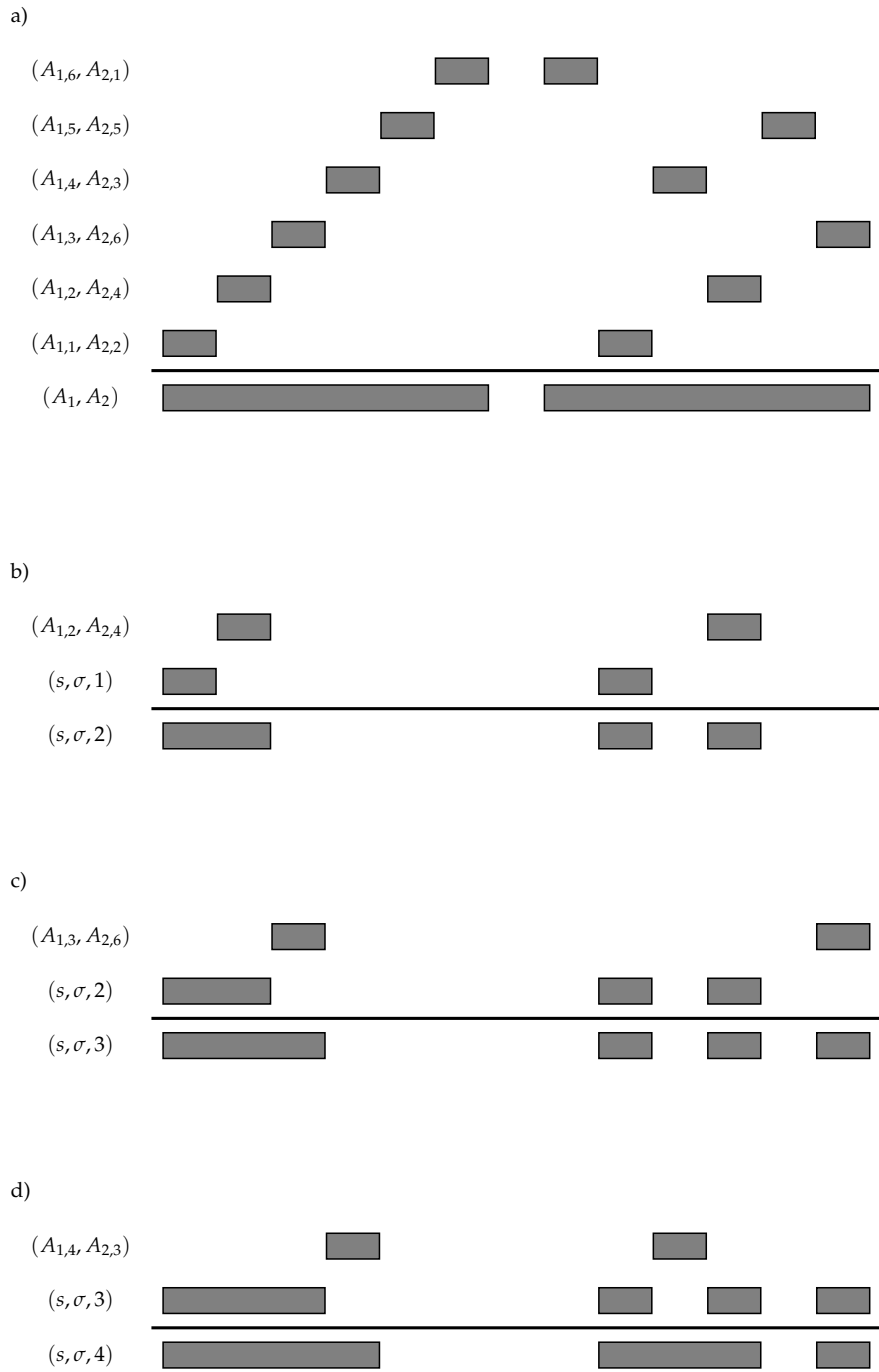 a)
(A₁,₆, A₂,₁)
(A₁,₅, A₂,₅)
(A₁,₄, A₂,₃)
(A₁,₃, A₂,₆)
(A₁,₂, A₂,₄)
(A₁,₁, A₂,₂)
(A₁, A₂)
b)
(A₁,₂, A₂,₄)
(s, σ, 1)
(s, σ, 2)
c)
(A₁,₃, A₂,₆)
(s, σ, 2)
(s, σ, 3)
d)
(A₁,₄, A₂,₃)
(s, σ, 3)
(s, σ, 4)